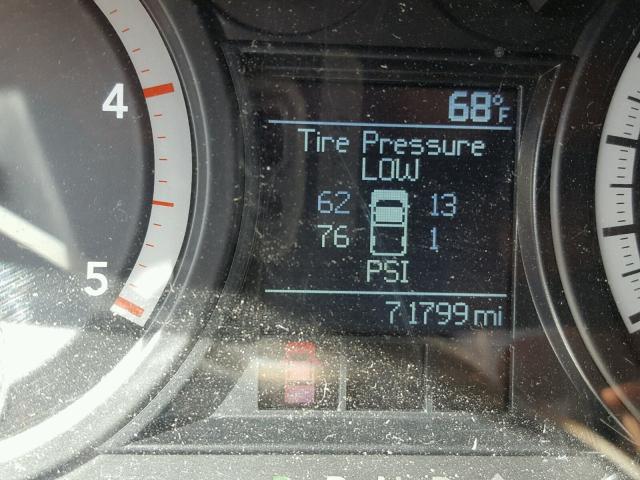 4
68°F
Tire Pressure
LOW
62 13
76 1
PSI
5
71799 mi